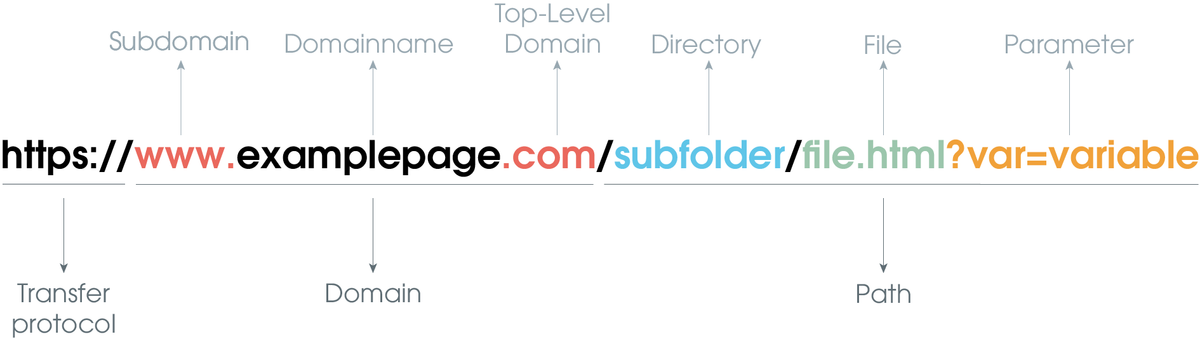 Top-Level
Subdomain Domainname Domain Directory File Parameter
https://www.examplepage.com/subfolder/file.html?var=variable
Transfer Domain Path
protocol